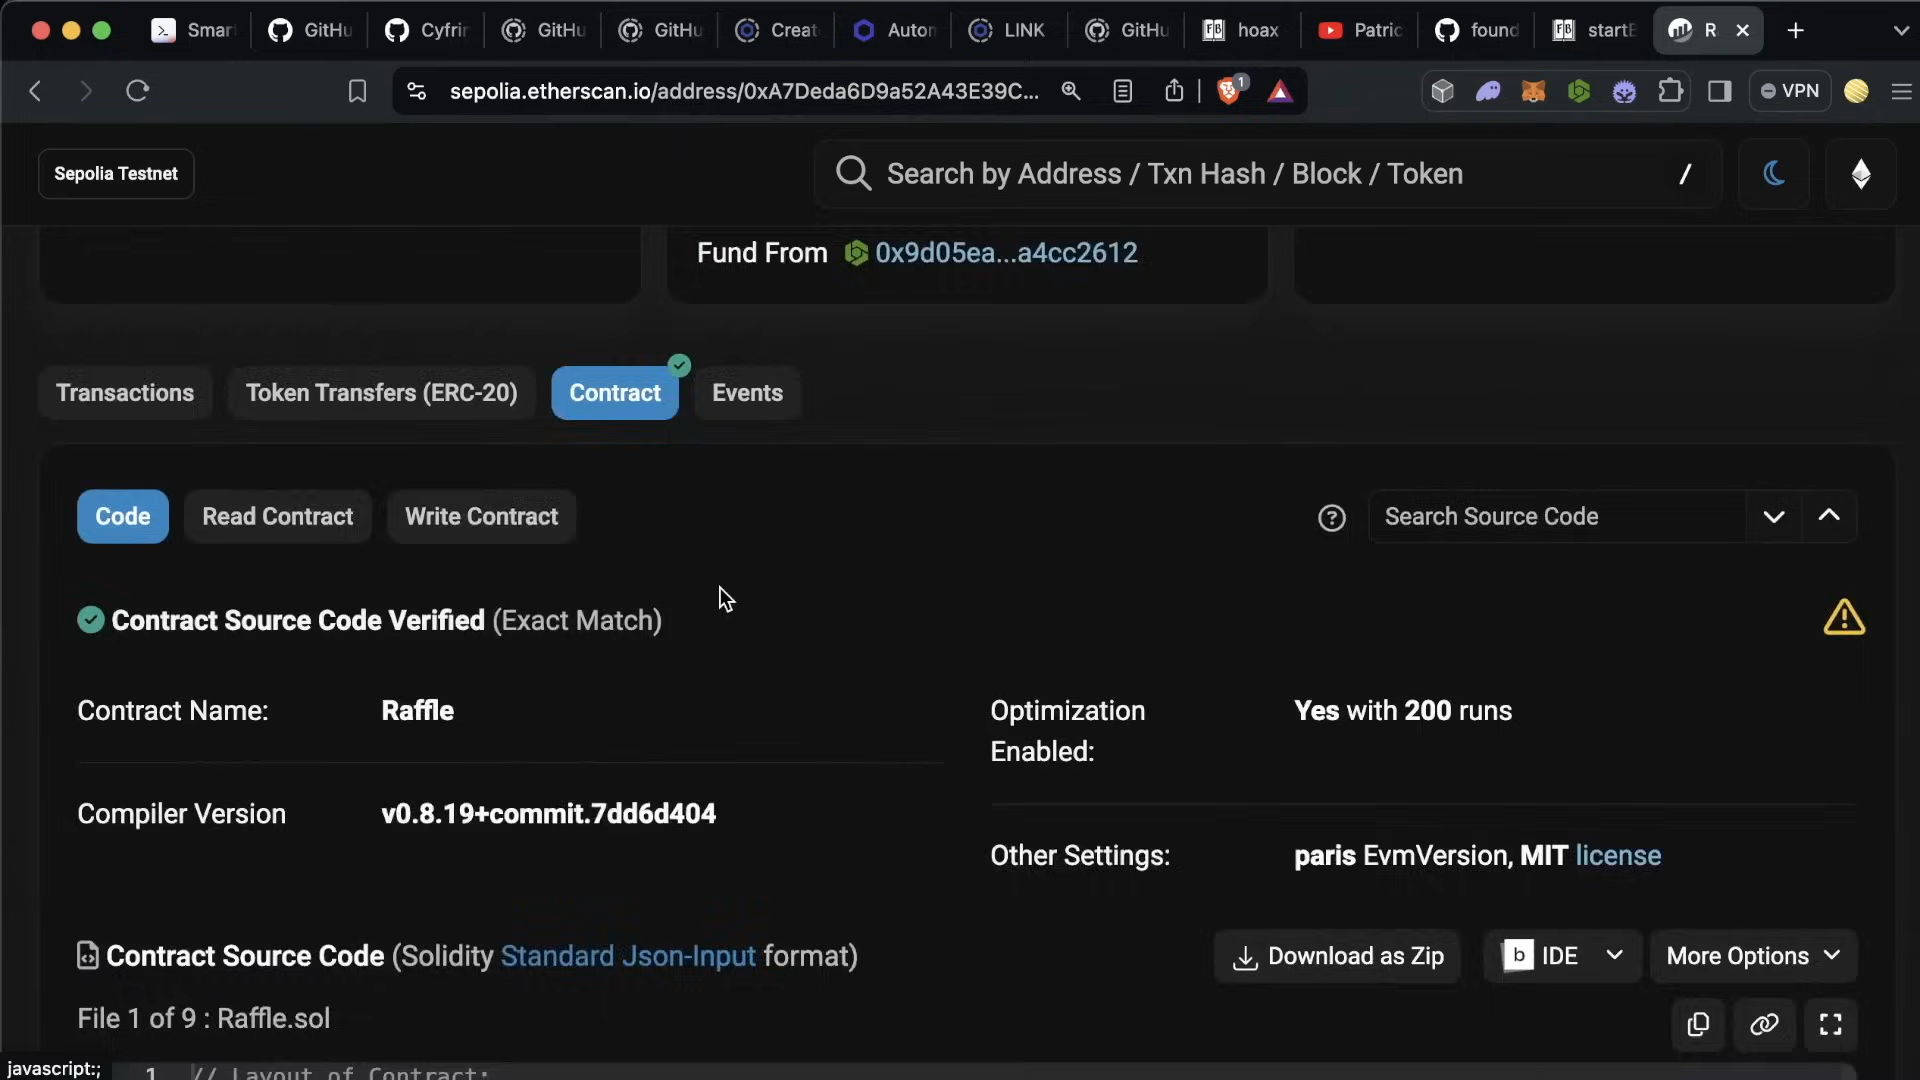 Smar
GitHu
Cyfrin
GitHu
GitHu
Creat
Auton
LINK
GitHu
hoax
Patric
found
startB
R
sepolia.etherscan.io/address/0xA7Deda6D9a52A43E39C...
1
VPN
Sepolia Testnet
Search by Address / Txn Hash / Block / Token
/
Fund From 0x9d05ea...a4cc2612
Transactions
Token Transfers (ERC-20)
Contract
Events
Code
Read Contract
Write Contract
Search Source Code
Contract Source Code Verified (Exact Match)
Contract Name: Raffle
Optimization
Enabled:
Yes with 200 runs
Compiler Version v0.8.19+commit.7dd6d404
Other Settings: paris EvmVersion, MIT license
Contract Source Code (Solidity Standard Json-Input format)
Download as Zip
b IDE
More Options
File 1 of 9 : Raffle.sol
javascript:;
1 // Layout of Contract: